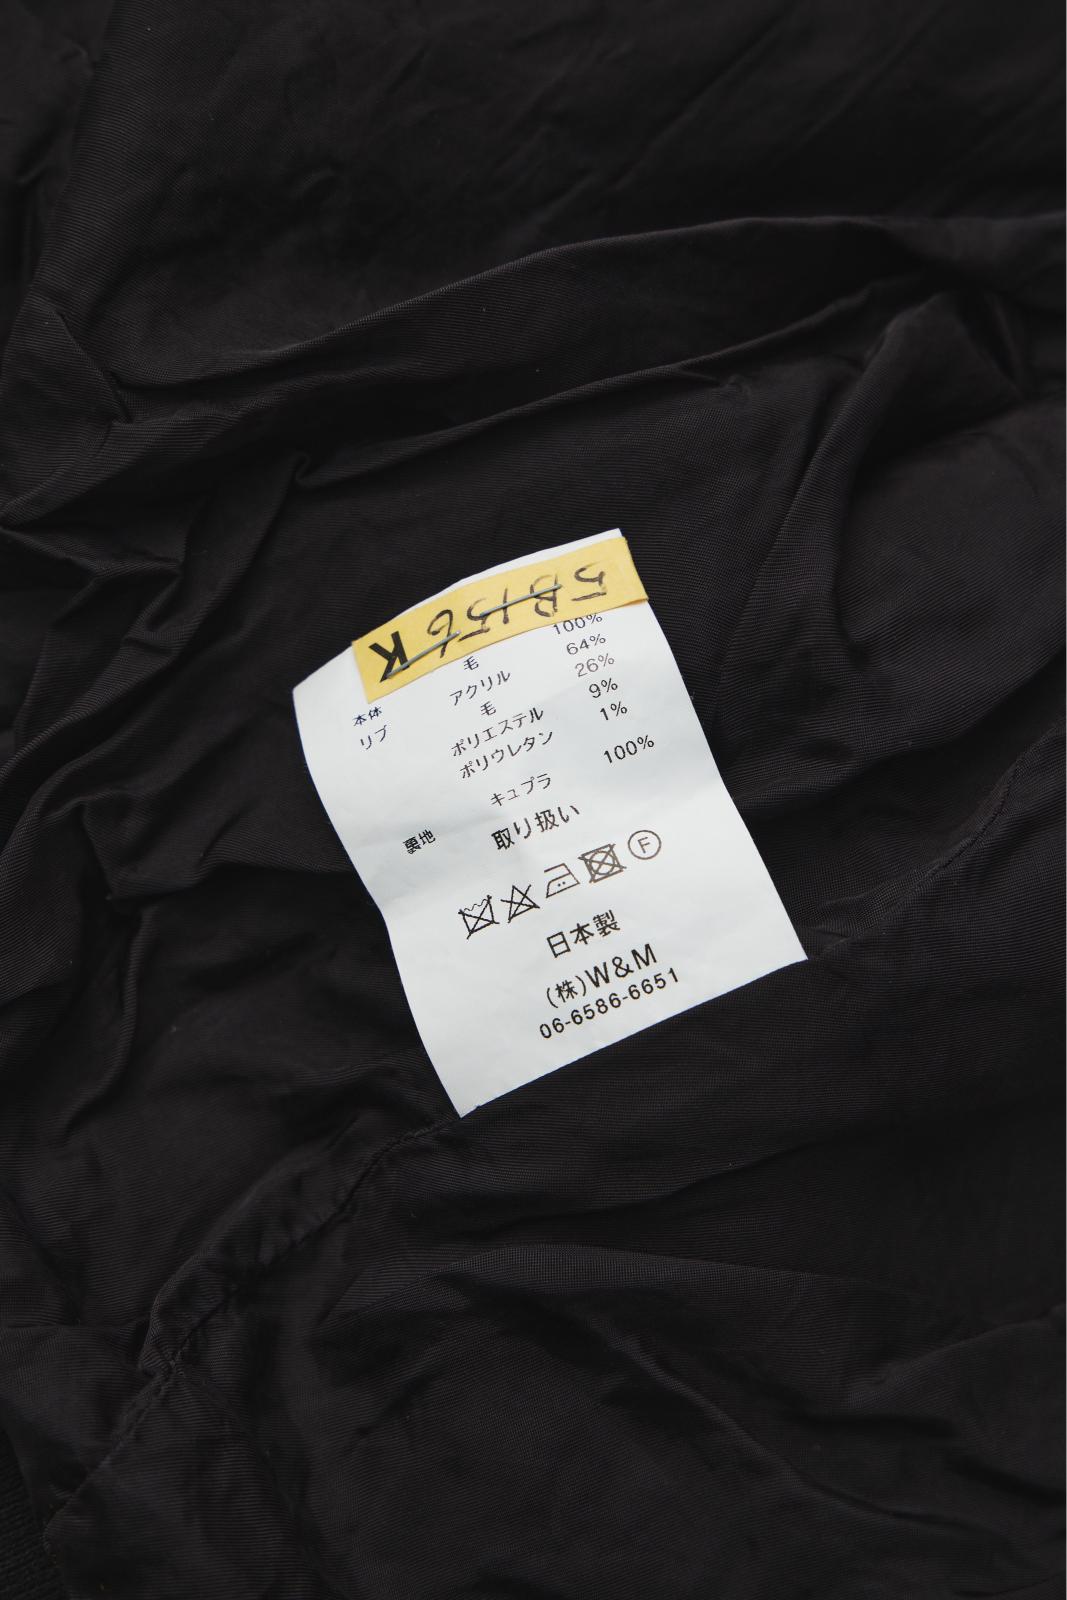 5B156 K
本体 毛 100%
リブ アクリル 64%
毛 26%
ポリエステル 9%
ポリウレタン 1%
裏地 キュプラ 100%
取り扱い
F
日本製
(株)W&M
06-6586-6651